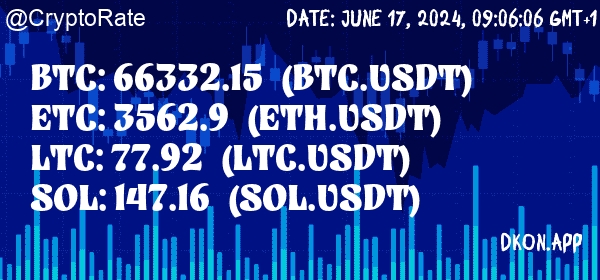 @CryptoRate
DATE: JUNE 17, 2024, 09:06:06 GMT+1
BTC: 66332.15 (BTC.USDT)
ETC: 3562.9 (ETH.USDT)
LTC: 77.92 (LTC.USDT)
SOL: 147.16 (SOL.USDT)
DKON.APP